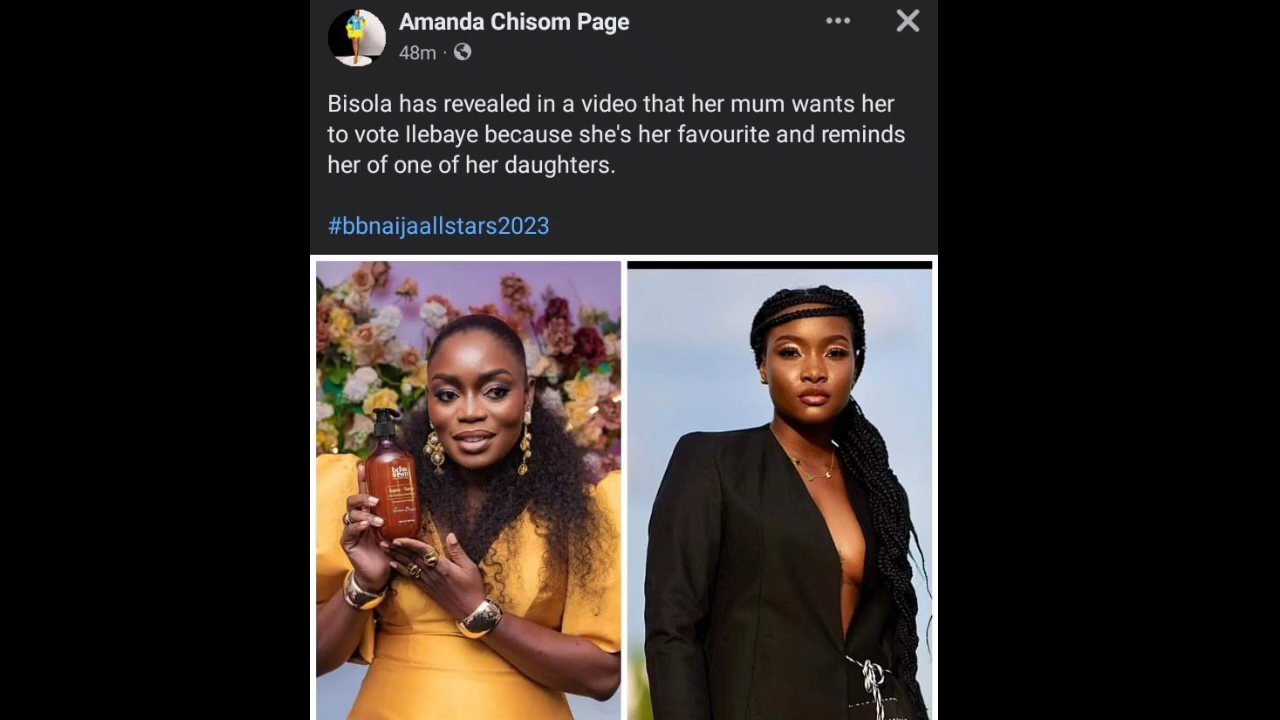 Amanda Chisom Page
48m ·
Bisola has revealed in a video that her mum wants her
to vote Ilebaye because she's her favourite and reminds
her of one of her daughters.
#bbnaijaallstars2023